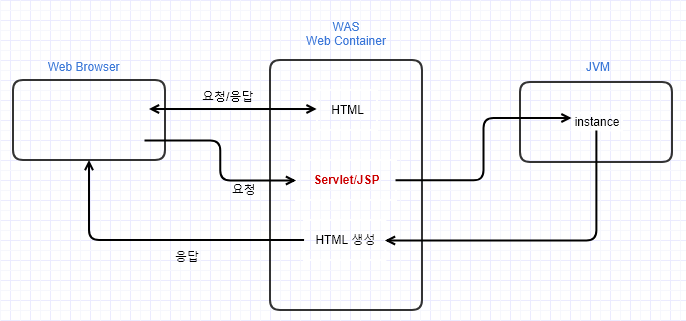 WAS
Web Container
Web Browser
JVM
요청/응답
HTML
instance
Servlet/JSP
요청
HTML 생성
응답